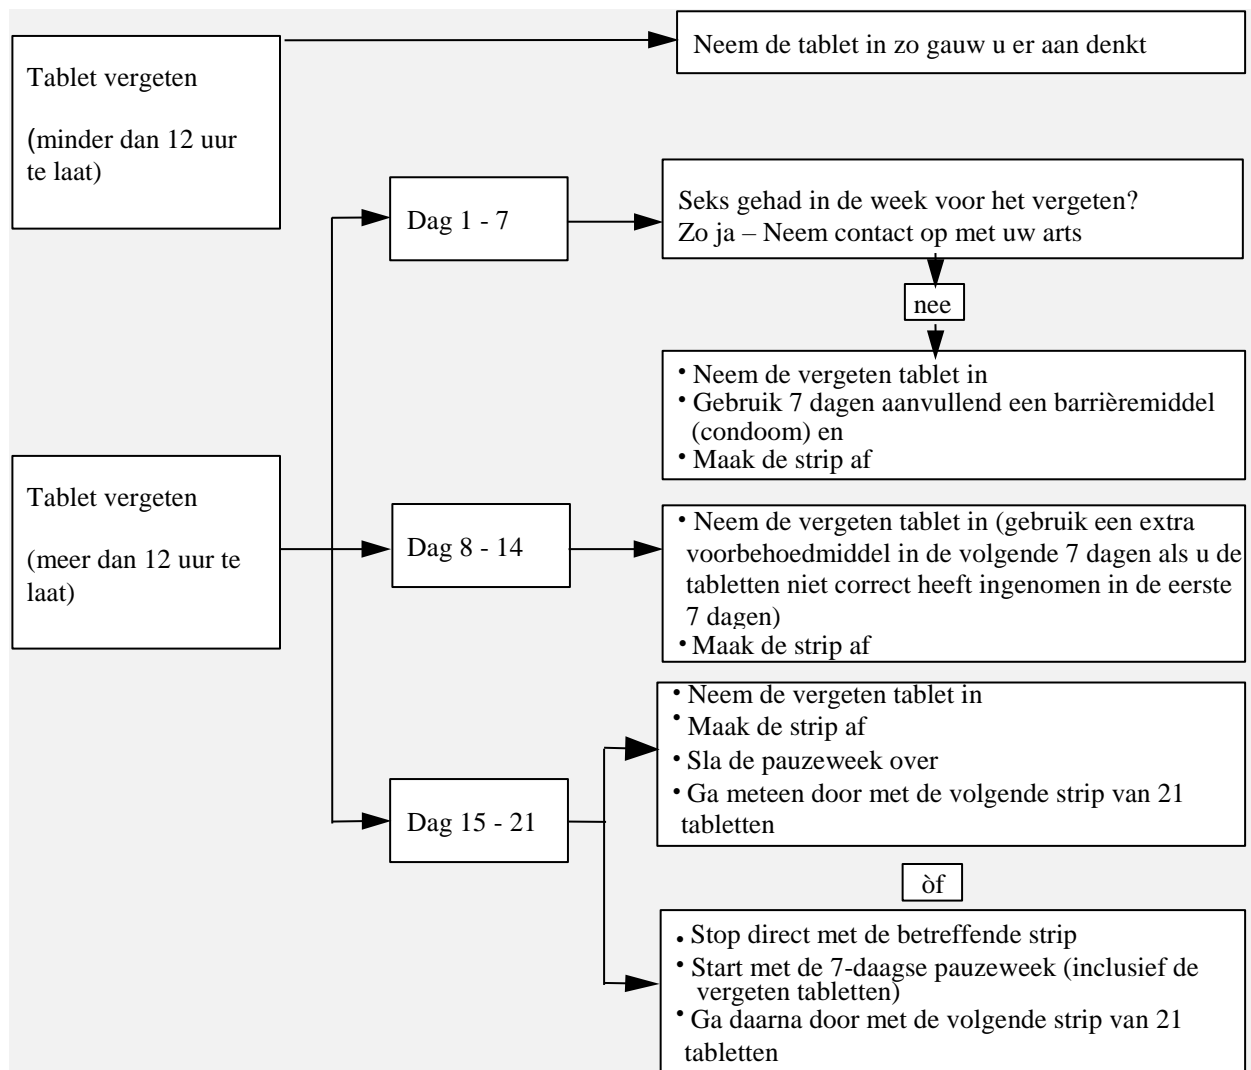 Tablet vergeten
(minder dan 12 uur
te laat)
Neem de tablet in zo gauw u er aan denkt
Tablet vergeten
(meer dan 12 uur te
laat)
Dag 1 - 7
Seks gehad in de week voor het vergeten?
Zo ja – Neem contact op met uw arts
nee
• Neem de vergeten tablet in
• Gebruik 7 dagen aanvullend een barrièremiddel
(condoom) en
• Maak de strip af
Dag 8 - 14
• Neem de vergeten tablet in (gebruik een extra
voorbehoedmiddel in de volgende 7 dagen als u de
tabletten niet correct heeft ingenomen in de eerste
7 dagen)
• Maak de strip af
Dag 15 - 21
• Neem de vergeten tablet in
• Maak de strip af
• Sla de pauzeweek over
• Ga meteen door met de volgende strip van 21
tabletten
òf
• Stop direct met de betreffende strip
• Start met de 7-daagse pauzeweek (inclusief de
vergeten tabletten)
• Ga daarna door met de volgende strip van 21
tabletten